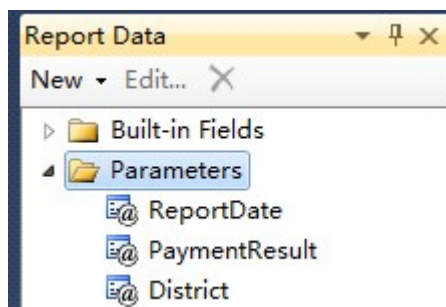 Report Data
New Edit...
Built-in Fields
Parameters
ReportDate
PaymentResult
District